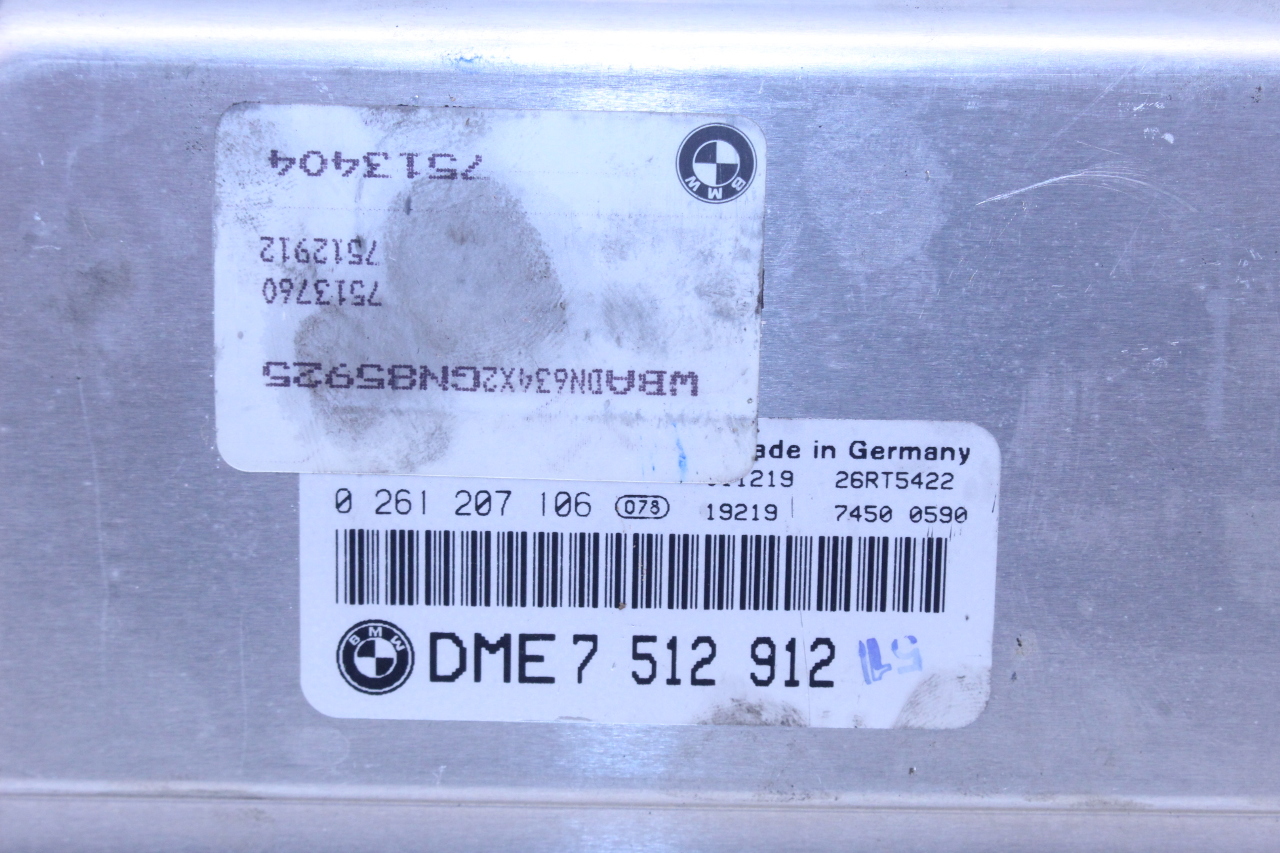 7513404
BMW
7512912
7513760
WBADN634X2GN85925
ade in Germany
1219 26RT5422
0 261 207 106 078 19219 7450 0590
BMW
DME 7 512 912